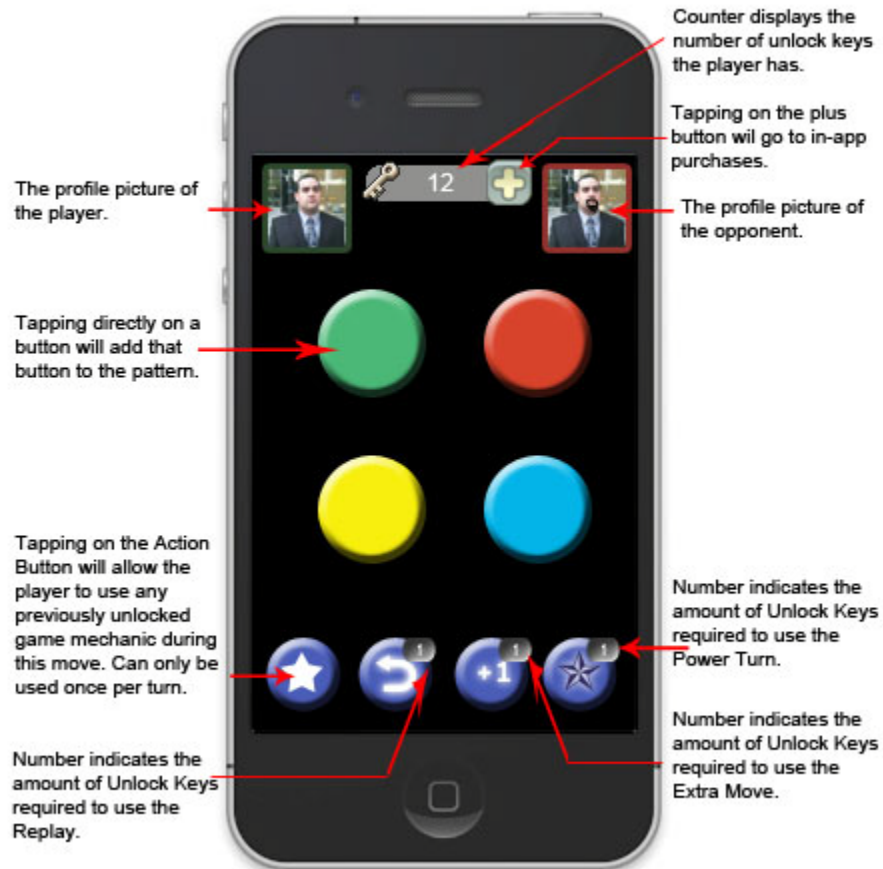 Counter displays the
number of unlock keys
the player has.
Tapping on the plus
button wil go to in-app
purchases.
The profile picture of
the player.
12
The profile picture of
the opponent.
Tapping directly on a
button will add that
button to the pattern.
Tapping on the Action
Button will allow the
player to use any
previously unlocked
game mechanic during
this move. Can only be
used once per turn.
1
+1
1
1
Number indicates the
amount of Unlock Keys
required to use the
Power Turn.
Number indicates the
amount of Unlock Keys
required to use the
Replay.
Number indicates the
amount of Unlock Keys
required to use the
Extra Move.